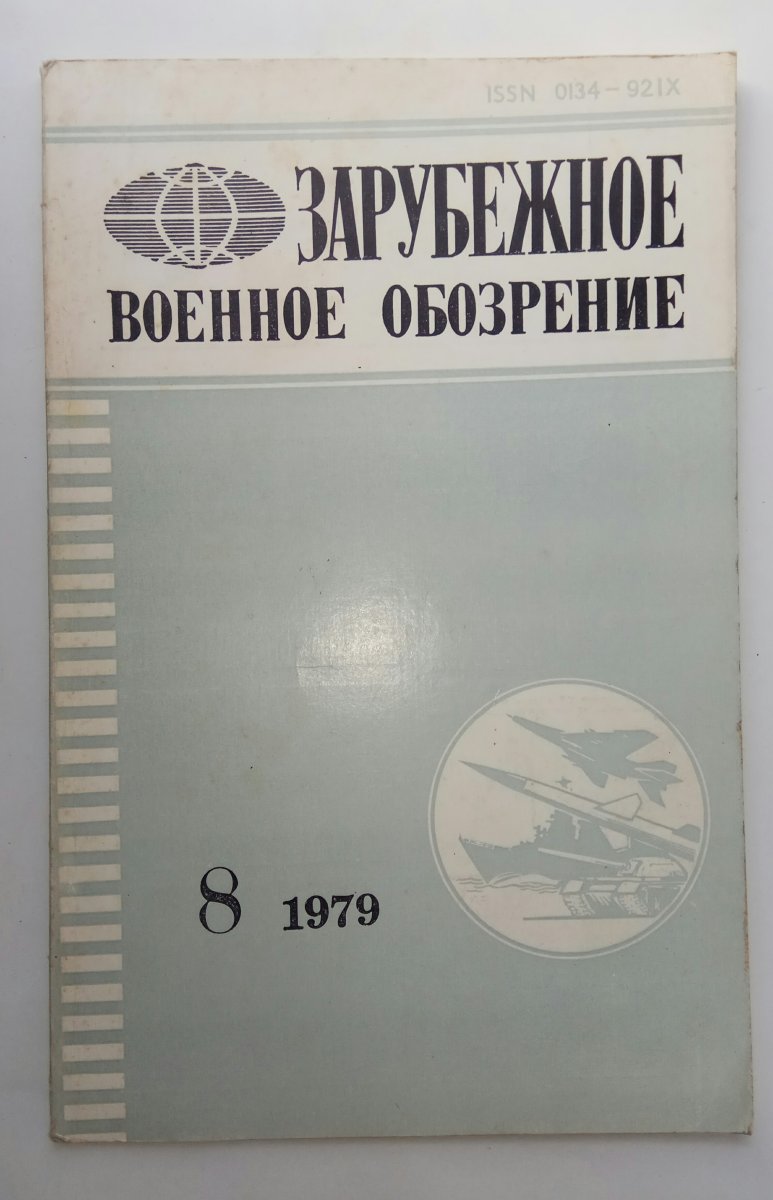 ISSN 0134-921X
ЗАРУБЕЖНОЕ
ВОЕННОЕ ОБОЗРЕНИЕ
8 1979